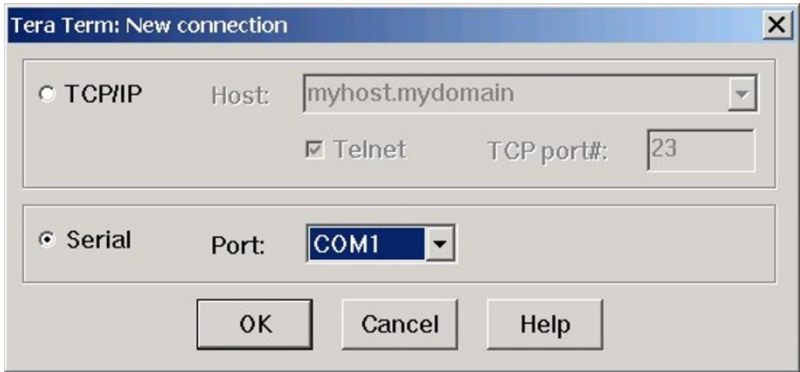 Tera Term: New connection
TCP/IP Host: myhost.mydomain
Telnet TCP port#: 23
Serial Port: COM1
OK Cancel Help